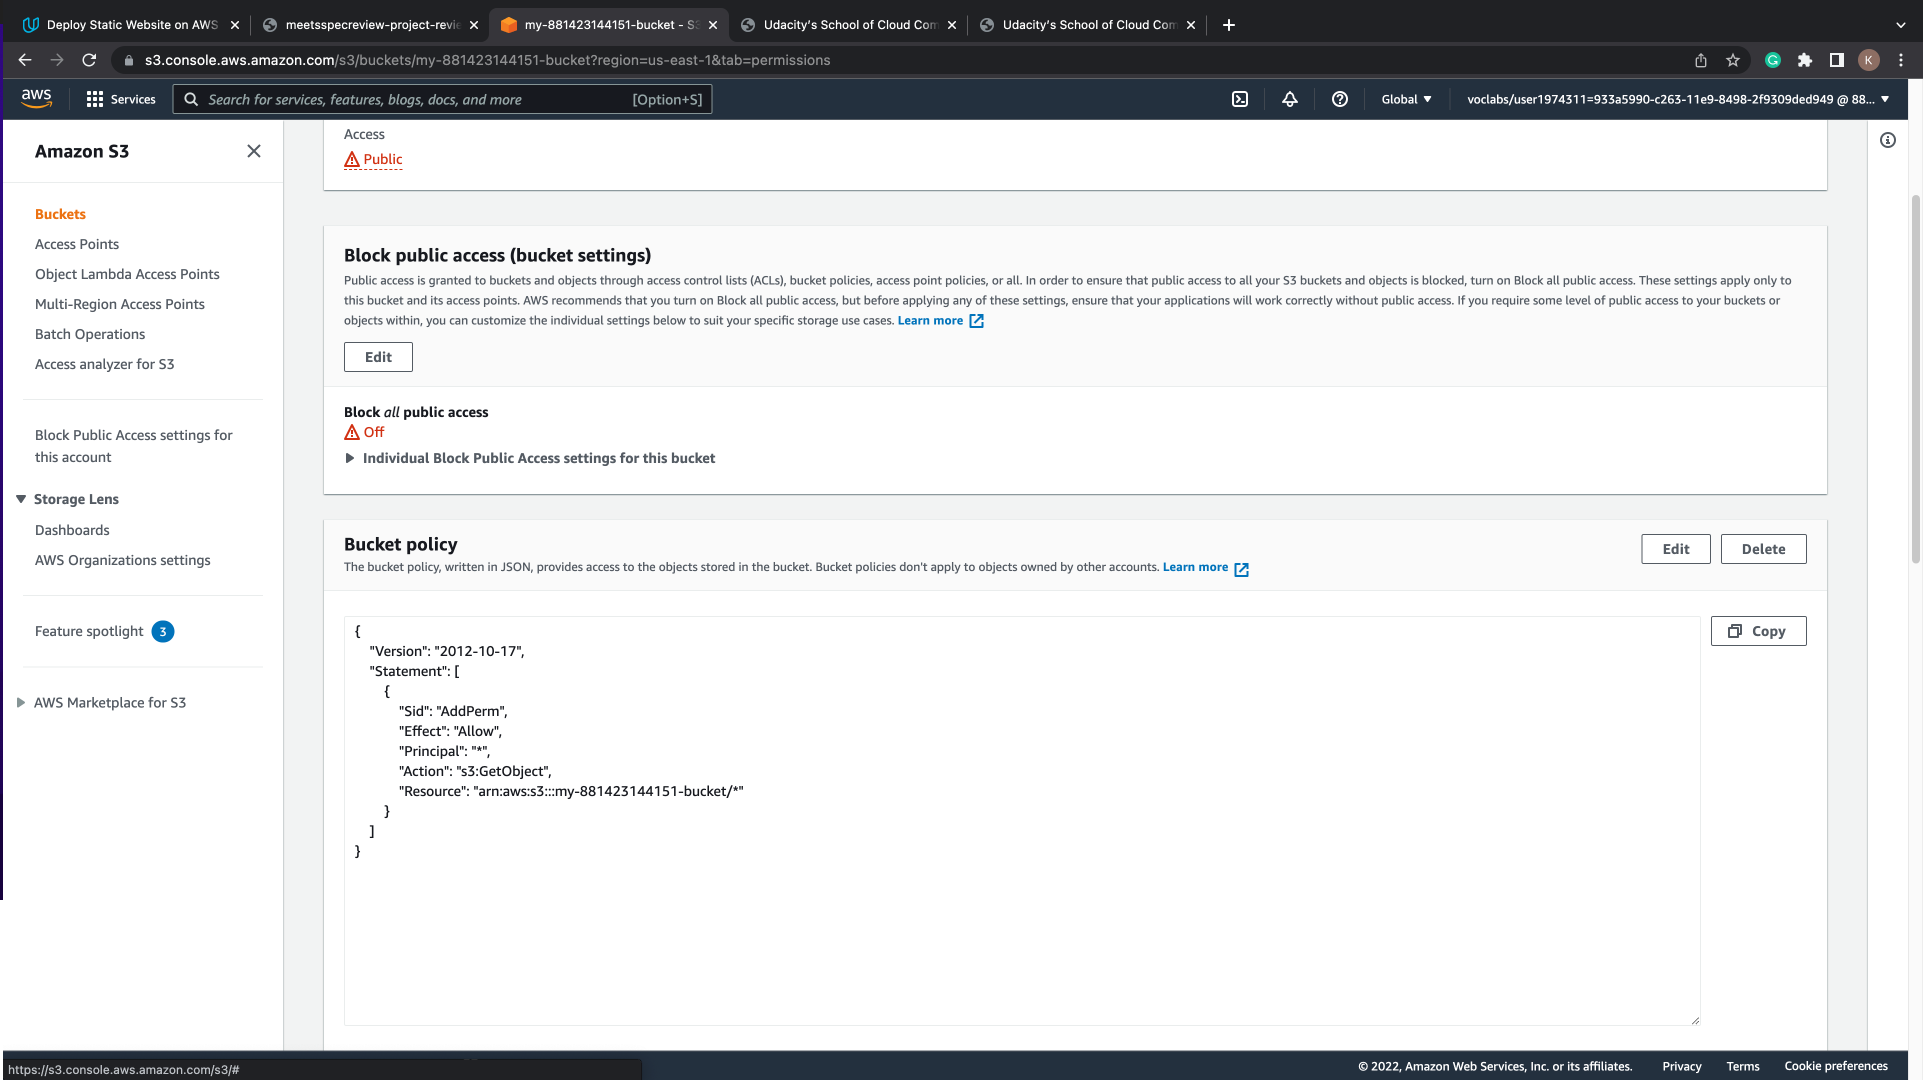 Deploy Static Website on AWS
meetsspecreview-project-revie
my-881423144151-bucket - S3
Udacity's School of Cloud Com
Udacity's School of Cloud Com
s3.console.aws.amazon.com/s3/buckets/my-881423144151-bucket?region=us-east-1&tab=permissions
K
aws
Services
Search for services, features, blogs, docs, and more
[Option+S]
Global
voclabs/user1974311=933a5990-c263-11e9-8498-2f9309ded949 @ 88...
Amazon S3
Buckets
Access Points
Object Lambda Access Points
Multi-Region Access Points
Batch Operations
Access analyzer for S3
Block Public Access settings for
this account
Storage Lens
Dashboards
AWS Organizations settings
Feature spotlight 3
AWS Marketplace for S3
Access
Public
Block public access (bucket settings)
Public access is granted to buckets and objects through access control lists (ACLs), bucket policies, access point policies, or all. In order to ensure that public access to all your S3 buckets and objects is blocked, turn on Block all public access. These settings apply only to
this bucket and its access points. AWS recommends that you turn on Block all public access, but before applying any of these settings, ensure that your applications will work correctly without public access. If you require some level of public access to your buckets or
objects within, you can customize the individual settings below to suit your specific storage use cases. Learn more
Edit
Block all public access
Off
Individual Block Public Access settings for this bucket
Bucket policy
Edit
Delete
The bucket policy, written in JSON, provides access to the objects stored in the bucket. Bucket policies don't apply to objects owned by other accounts. Learn more
Copy
{
"Version": "2012-10-17",
"Statement": [
{
"Sid": "AddPerm",
"Effect": "Allow",
"Principal": "*",
"Action": "s3:GetObject",
"Resource": "arn:aws:s3:::my-881423144151-bucket/*"
}
]
}
https://s3.console.aws.amazon.com/s3/#
© 2022, Amazon Web Services, Inc. or its affiliates.
Privacy
Terms
Cookie preferences